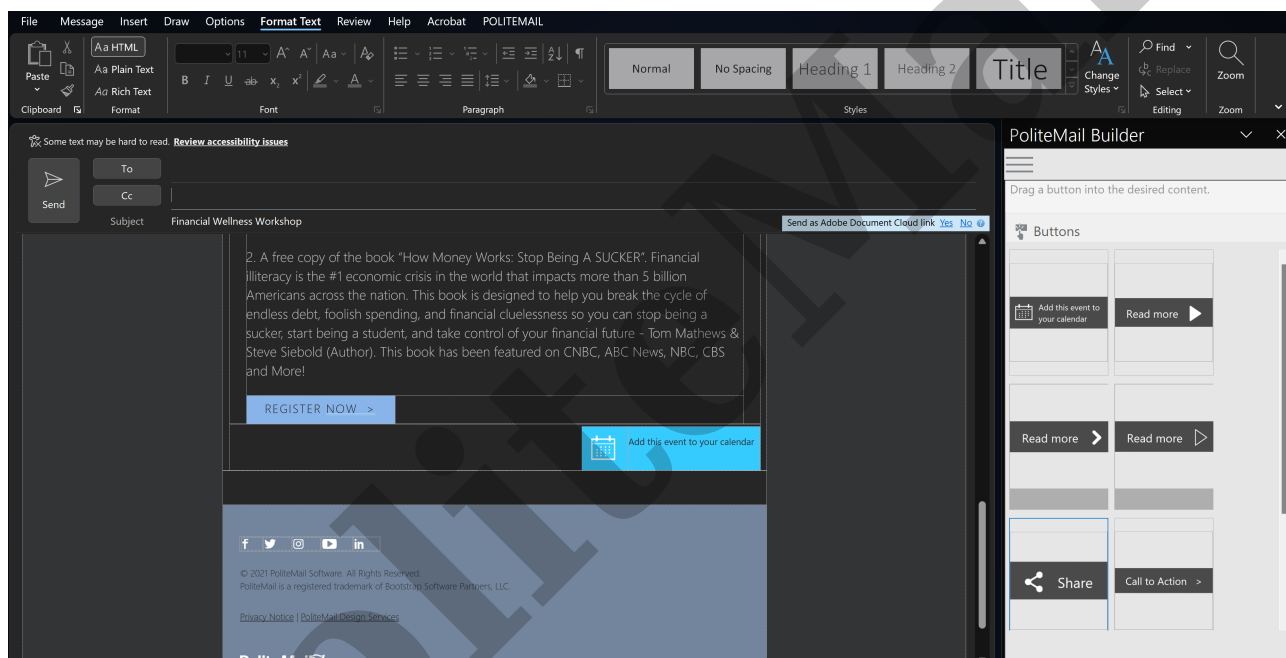 File Message Insert Draw Options Format Text Review Help Acrobat POLITEMAIL
Paste
Clipboard
Aa HTML
Aa Plain Text
Aa Rich Text
Format
11 A^ A˅ Aa
B I U ab x₂ x² A
Font
A Z
Paragraph
Normal No Spacing Heading 1 Heading 2 Title
Styles
Change
Styles
Find
Replace
Select
Editing
Zoom
Zoom
Some text may be hard to read. Review accessibility issues
Send
To
Cc
Subject Financial Wellness Workshop
Send as Adobe Document Cloud link Yes No
2. A free copy of the book "How Money Works: Stop Being A SUCKER". Financial
illiteracy is the #1 economic crisis in the world that impacts more than 5 billion
Americans across the nation. This book is designed to help you break the cycle of
endless debt, foolish spending, and financial cluelessness so you can stop being a
sucker, start being a student, and take control of your financial future - Tom Mathews &
Steve Siebold (Author). This book has been featured on CNBC, ABC News, NBC, CBS
and More!
REGISTER NOW >
Add this event to your calendar
© 2021 PoliteMail Software. All Rights Reserved.
PoliteMail is a registered trademark of Bootstrap Software Partners, LLC.
Privacy Notice | PoliteMail Design Services
PoliteMail Builder
Drag a button into the desired content.
Buttons
Add this event to
your calendar
Read more
Read more
Read more
Share
Call to Action >